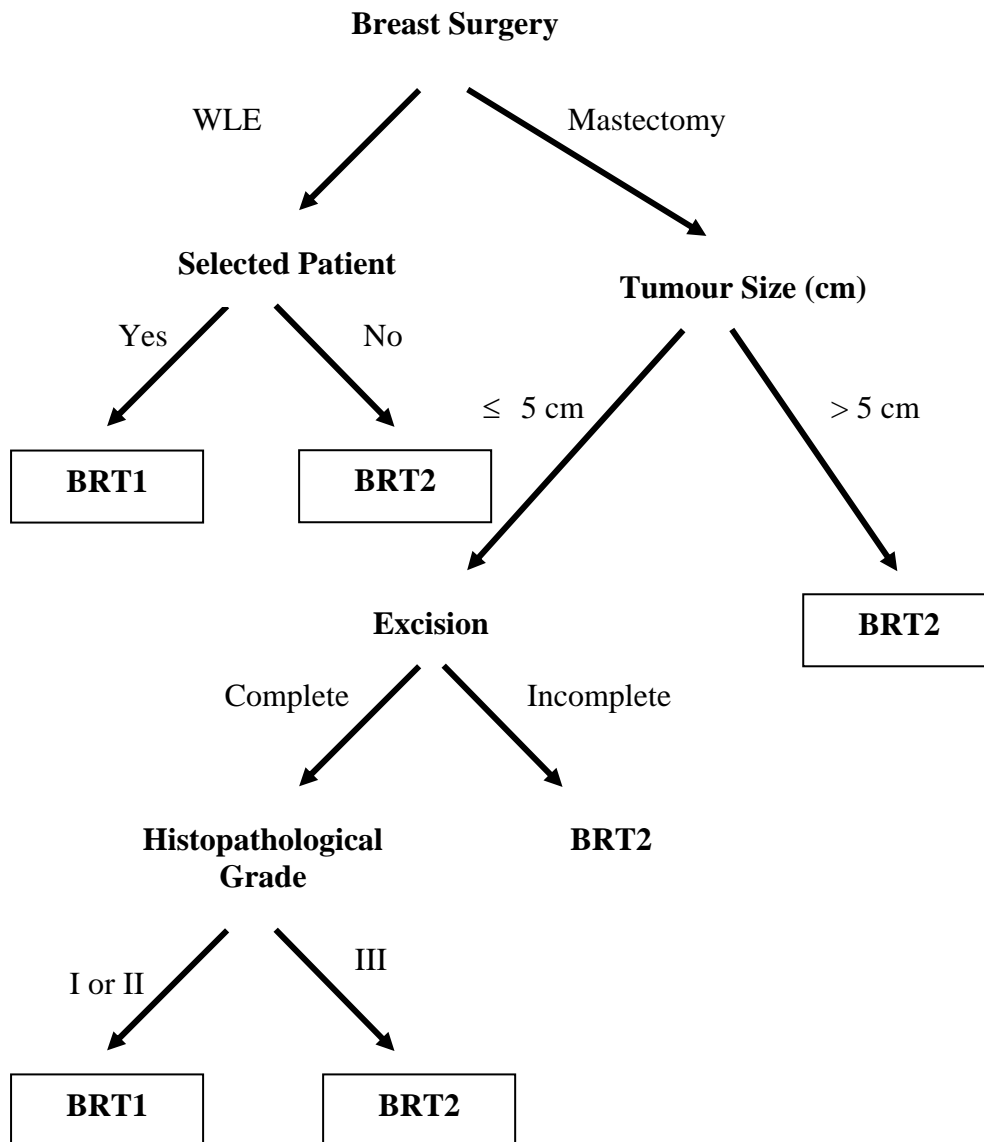 Breast Surgery
WLE
Mastectomy
Selected Patient
Tumour Size (cm)
Yes
No
≤ 5 cm
> 5 cm
BRT1
BRT2
Excision
BRT2
Complete
Incomplete
Histopathological
Grade
BRT2
I or II
III
BRT1
BRT2